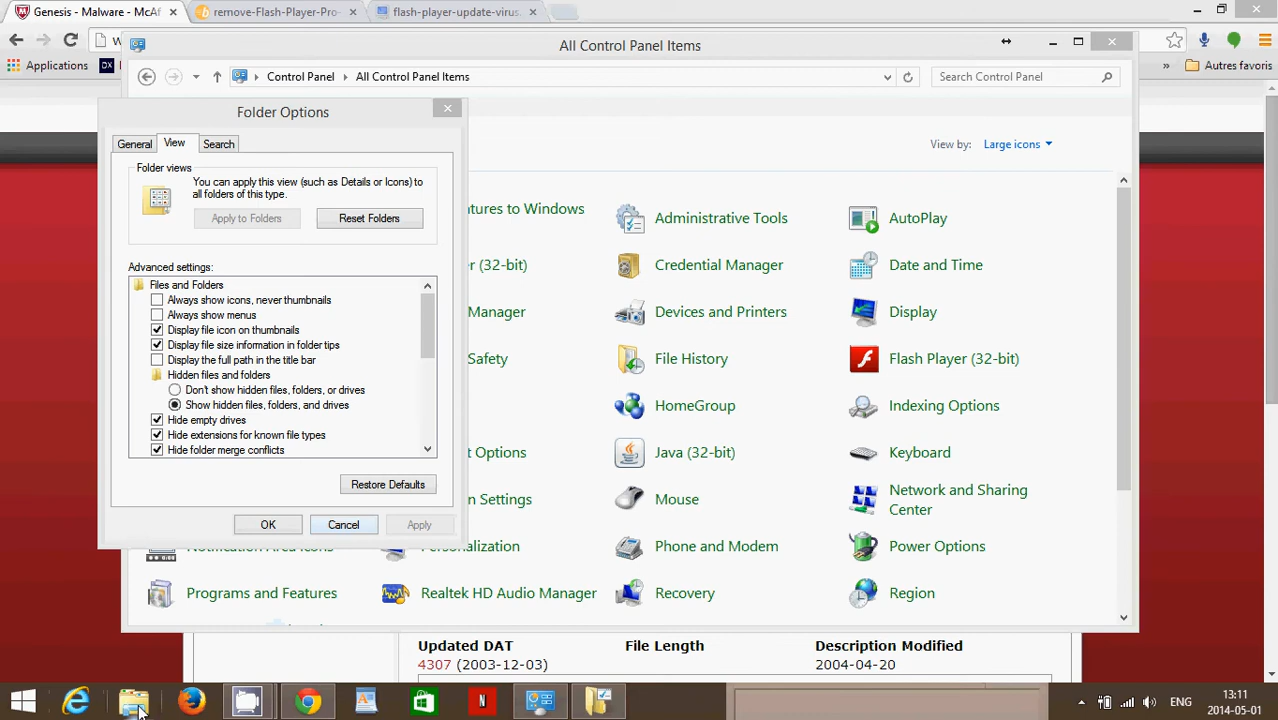 Genesis - Malware - McAf
remove-Flash-Player-Pro-
flash-player-update-virus
W
Applications
DX
»
Autres favoris
All Control Panel Items
Control Panel
All Control Panel Items
Search Control Panel
Folder Options
General
View
Search
View by:
Large icons
Folder views
You can apply this view (such as Details or Icons) to
all folders of this type.
Apply to Folders
Reset Folders
Advanced settings:
Files and Folders
Always show icons, never thumbnails
Always show menus
Display file icon on thumbnails
Display file size information in folder tips
Display the full path in the title bar
Hidden files and folders
Don't show hidden files, folders, or drives
Show hidden files, folders, and drives
Hide empty drives
Hide extensions for known file types
Hide folder merge conflicts
Restore Defaults
OK
Cancel
Apply
atures to Windows
Administrative Tools
AutoPlay
er (32-bit)
Credential Manager
Date and Time
Manager
Devices and Printers
Display
Safety
File History
Flash Player (32-bit)
HomeGroup
Indexing Options
t Options
Java (32-bit)
Keyboard
n Settings
Mouse
Network and Sharing
Center
Notification Area Icons
Personalization
Phone and Modem
Power Options
Programs and Features
Realtek HD Audio Manager
Recovery
Region
Updated DAT
File Length
Description Modified
4307 (2003-12-03)
2004-04-20
N
ENG
13:11
2014-05-01